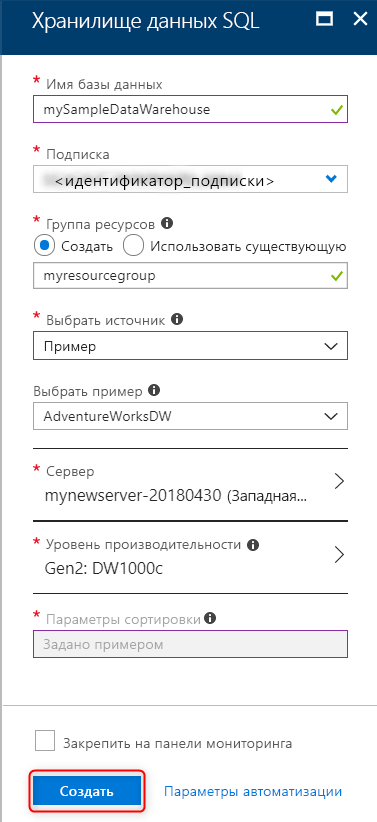 Хранилище данных SQL
* Имя базы данных
mySampleDataWarehouse
* Подписка
<идентификатор_подписки>
* Группа ресурсов
Создать Использовать существующую
myresourcegroup
* Выбрать источник
Пример
Выбрать пример
AdventureWorksDW
* Сервер
mynewserver-20180430 (Западная...
* Уровень производительности
Gen2: DW1000c
* Параметры сортировки
Задано примером
Закрепить на панели мониторинга
Создать Параметры автоматизации